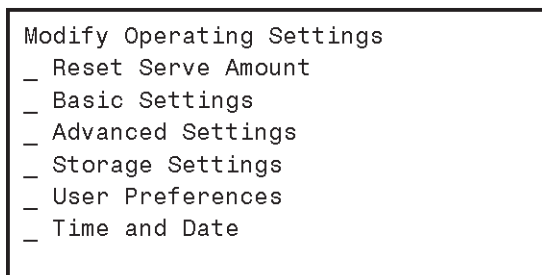 Modify Operating Settings
_ Reset Serve Amount
_ Basic Settings
_ Advanced Settings
_ Storage Settings
_ User Preferences
_ Time and Date